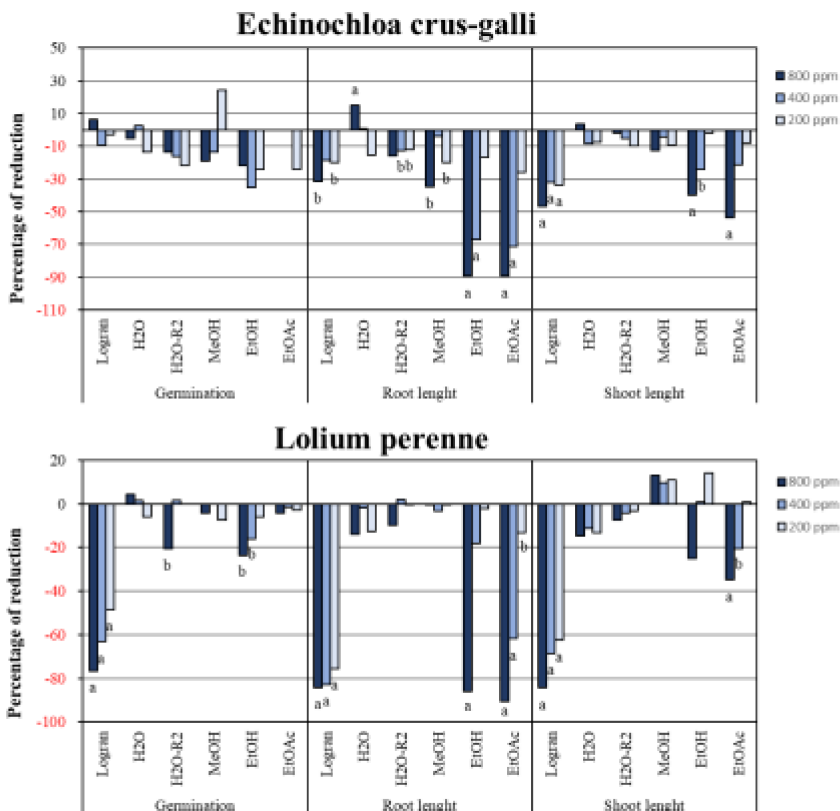 Echinochloa crus-galli
Percentage of reduction
50
30
10
-10
-30
-50
-70
-90
-110
a
b
b
b b
b
b
a
a
a
a
a
a
a
a
b
a
800 ppm
400 ppm
200 ppm
Logran H2O H2O-R2 MeOH EtOH EtOAc Logran H2O H2O-R2 MeOH EtOH EtOAc Logran H2O H2O-R2 MeOH EtOH EtOAc
Germination Root lenght Shoot lenght
Lolium perenne
Percentage of reduction
20
0
-20
-40
-60
-80
-100
a
a
a
b
b
b
a
a
a
a
a
a
b
a
a
a
a
b
800 ppm
400 ppm
200 ppm
Logran H2O H2O-R2 MeOH EtOH EtOAc Logran H2O H2O-R2 MeOH EtOH EtOAc Logran H2O H2O-R2 MeOH EtOH EtOAc
Germination Root lenght Shoot lenght